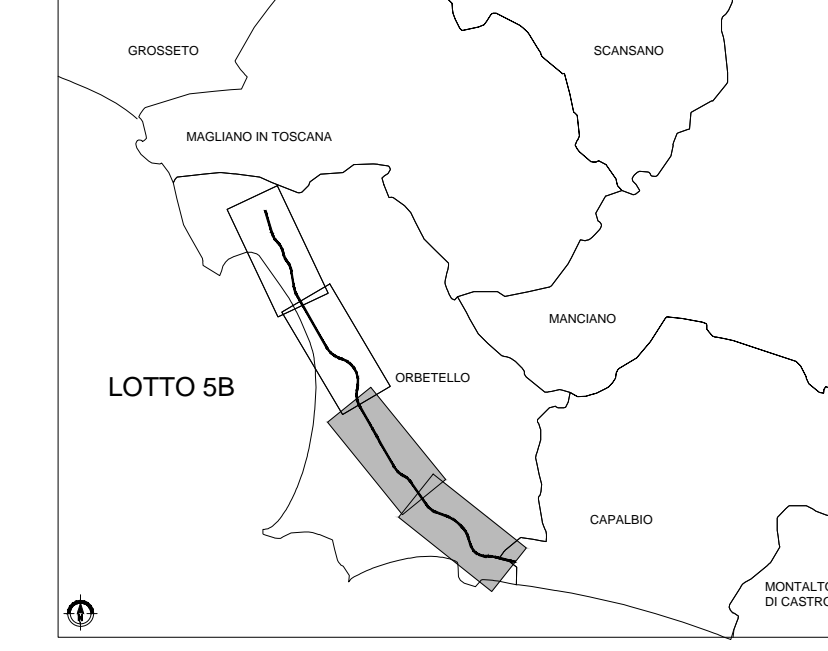 GROSSETO
SCANSANO
MAGLIANO IN TOSCANA
MANCIANO
ORBETELLO
LOTTO 5B
CAPALBIO
MONTALTO
DI CASTRO
N